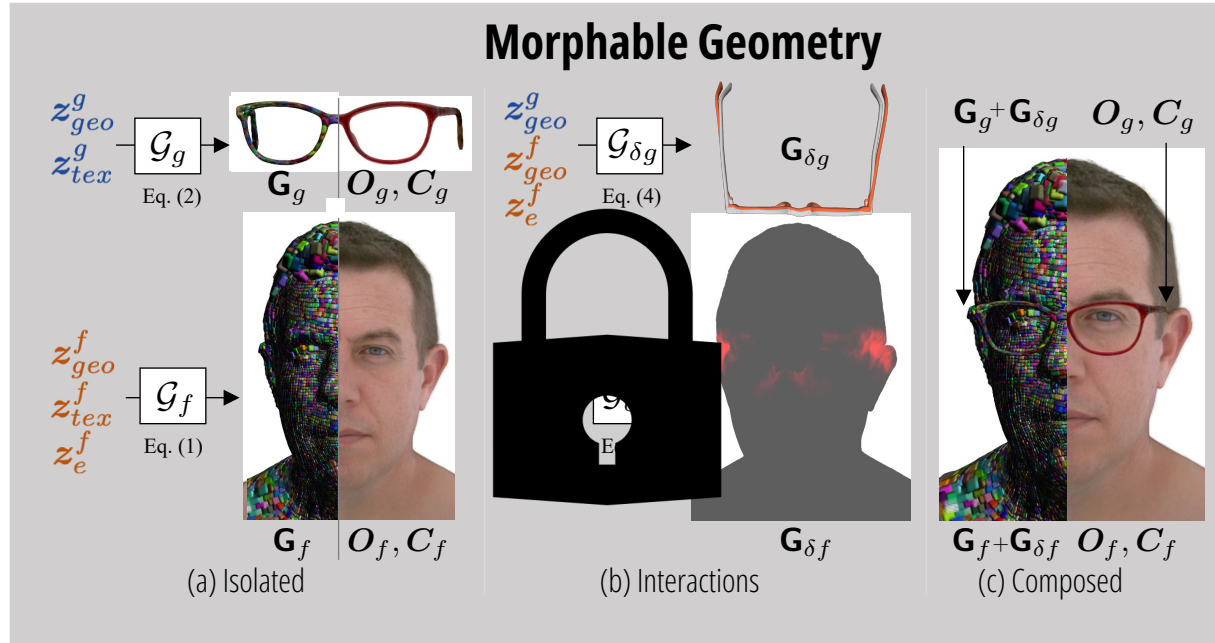 Morphable Geometry
z^g_geo
z^g_tex
𝒢_g
Eq. (2)
G_g
O_g, C_g
z^f_geo
z^f_tex
z^f_e
𝒢_f
Eq. (1)
G_f
O_f, C_f
(a) Isolated
z^g_geo
z^f_geo
z^f_e
𝒢_δg
Eq. (4)
G_δg
G_δf
(b) Interactions
G_g+G_δg
O_g, C_g
G_f+G_δf
O_f, C_f
(c) Composed